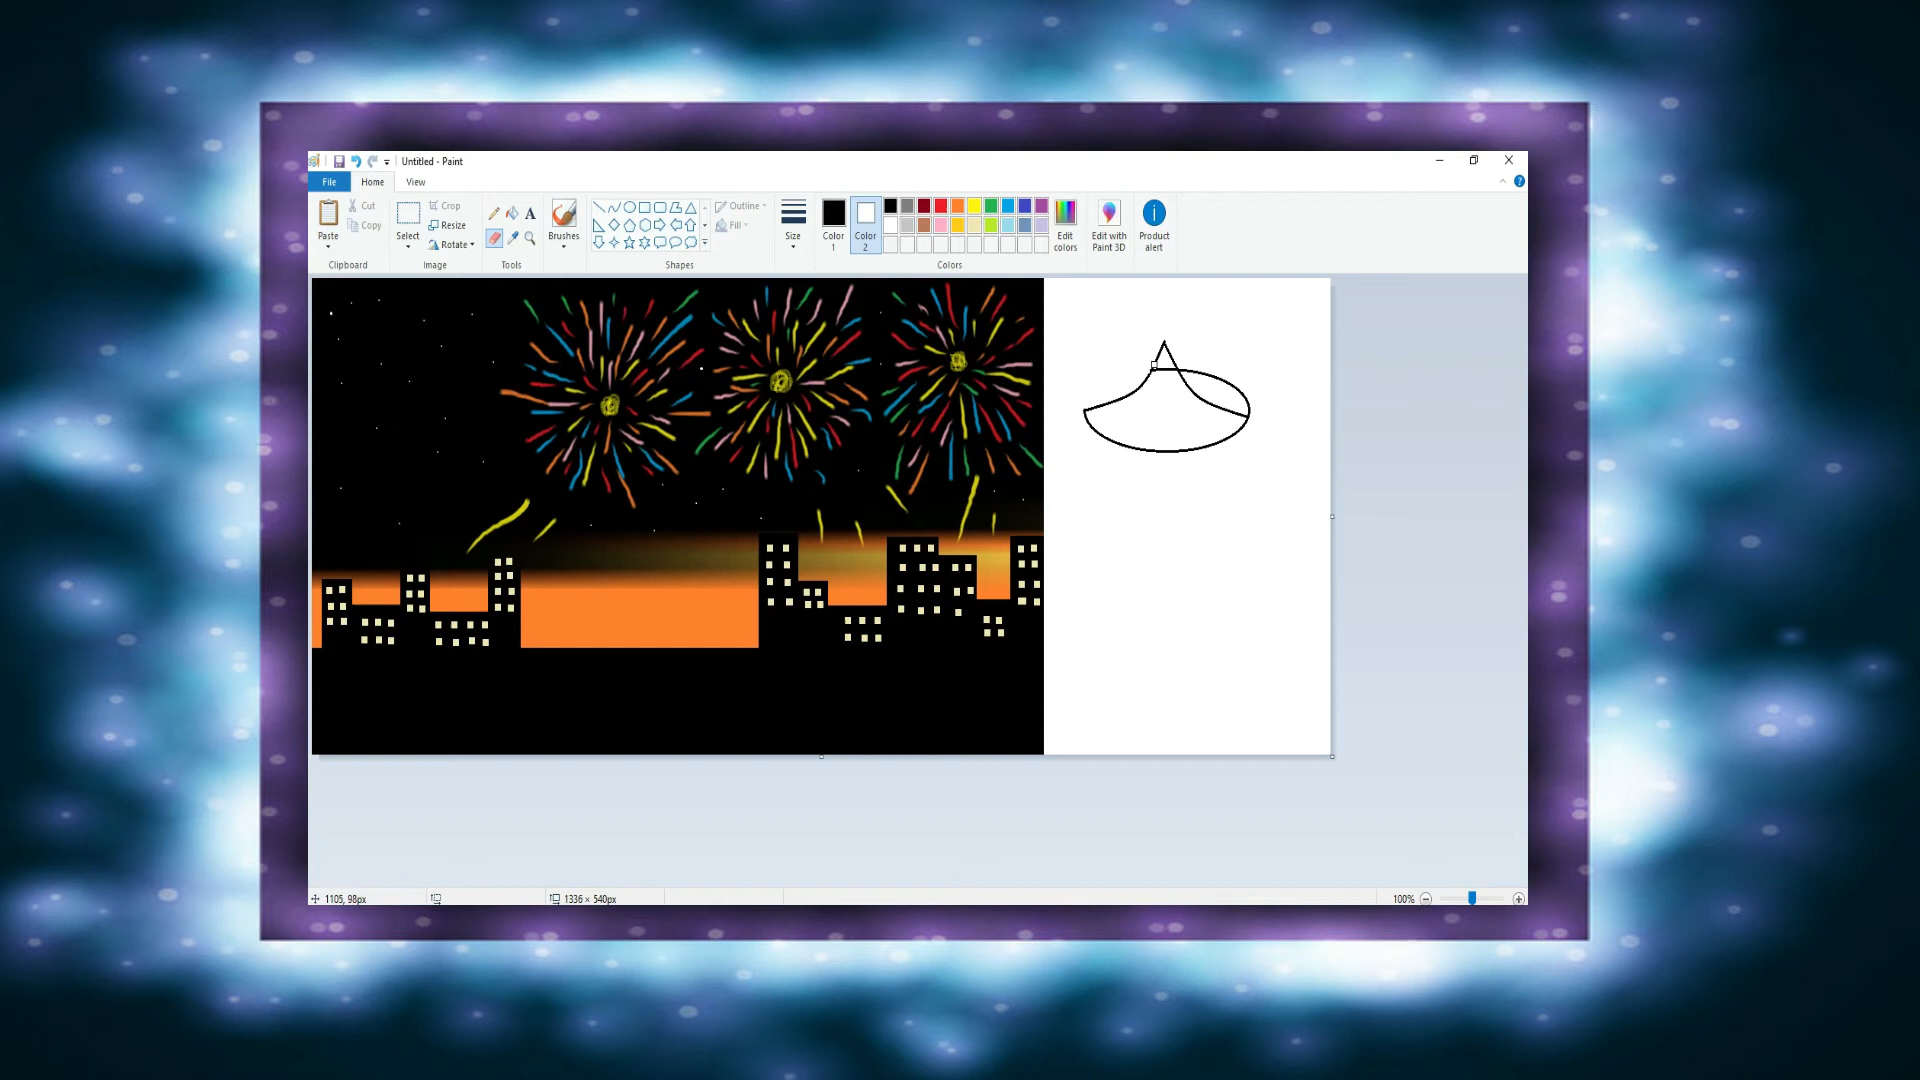 Untitled - Paint
File Home View
Paste
Cut
Copy
Clipboard
Select
Crop
Resize
Rotate
Image
A
Tools
Brushes
Shapes
Outline
Fill
Size
Color 1
Color 2
Colors
Edit colors
Edit with Paint 3D
Product alert
1105, 98px
1336 × 540px
100%